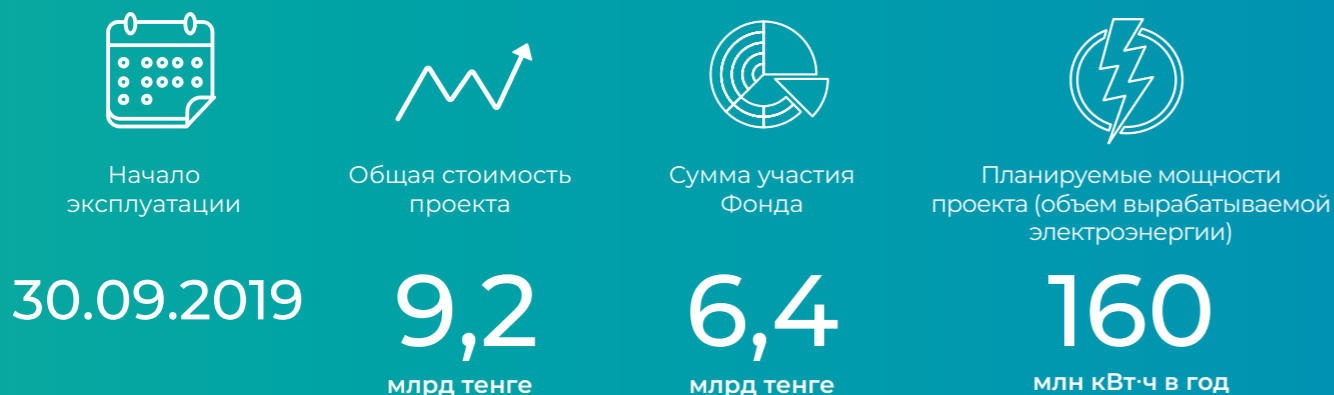 Начало
эксплуатации
30.09.2019
Общая стоимость
проекта
9,2
млрд тенге
Сумма участия
Фонда
6,4
млрд тенге
Планируемые мощности
проекта (объем вырабатываемой
электроэнергии)
160
млн кВт·ч в год